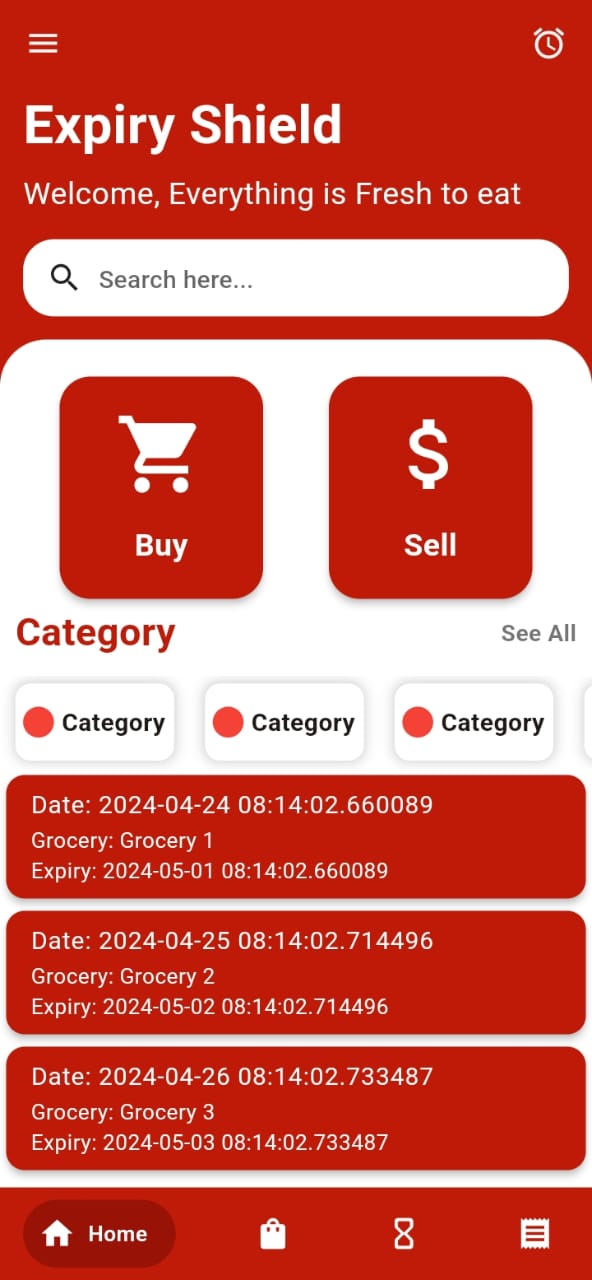 Expiry Shield
Welcome, Everything is Fresh to eat
Search here...
Buy
Sell
Category
See All
Category
Category
Category
Date: 2024-04-24 08:14:02.660089
Grocery: Grocery 1
Expiry: 2024-05-01 08:14:02.660089
Date: 2024-04-25 08:14:02.714496
Grocery: Grocery 2
Expiry: 2024-05-02 08:14:02.714496
Date: 2024-04-26 08:14:02.733487
Grocery: Grocery 3
Expiry: 2024-05-03 08:14:02.733487
Home